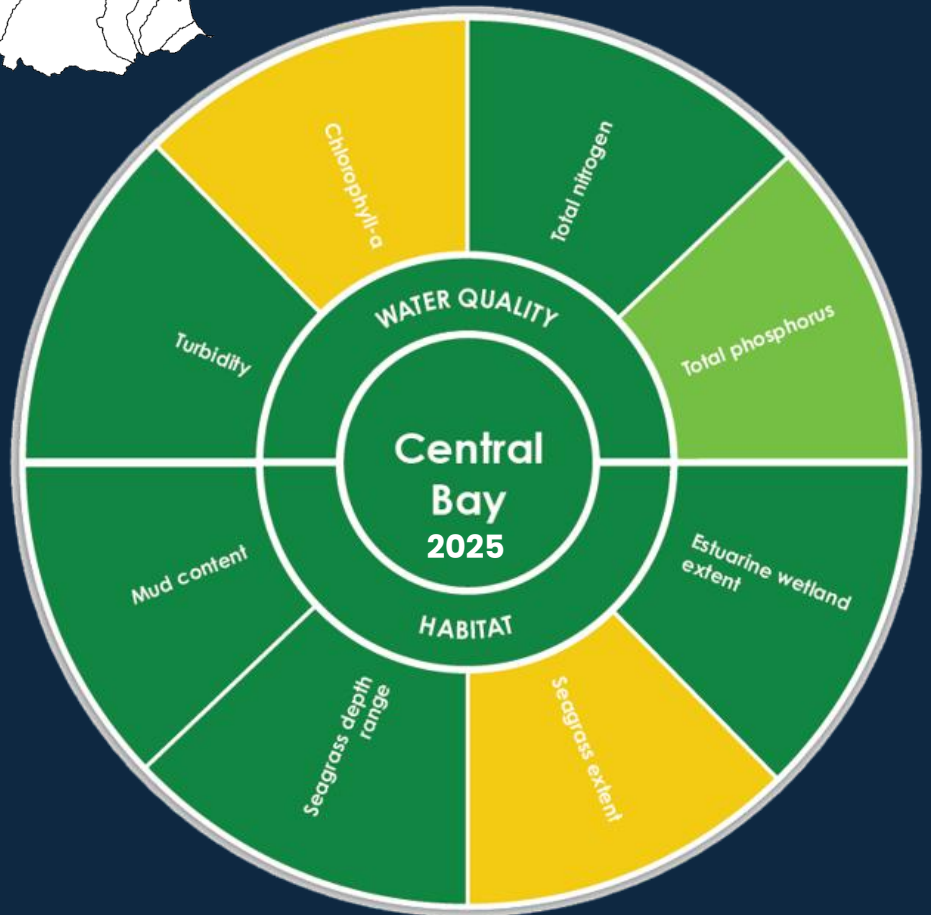 Chlorophyll-a
Total nitrogen
Turbidity
Total phosphorus
WATER QUALITY
Central
Bay
2025
Mud content
Estuarine wetland
extent
HABITAT
Seagrass depth
range
Seagrass extent